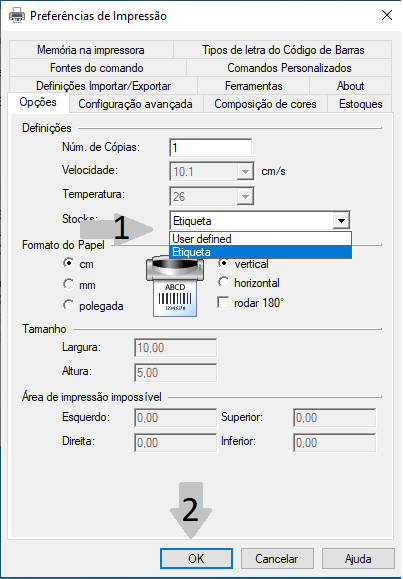 Preferências de Impressão
Memória na impressora
Tipos de letra do Código de Barras
Fontes do comando
Comandos Personalizados
Definições Importar/Exportar
Ferramentas
About
Opções
Configuração avançada
Composição de cores
Estoques
Definições
Núm. de Cópias:
1
Velocidade:
10.1
cm/s
Temperatura:
26
Stocks:
1
Etiqueta
User defined
Etiqueta
Formato do Papel
cm
mm
polegada
ABCD
12345678
vertical
horizontal
rodar 180°
Tamanho
Largura:
10,00
Altura:
5,00
Área de impressão impossível
Esquerdo:
0,00
Superior:
0,00
Direita:
0,00
Inferior:
0,00
2
OK
Cancelar
Ajuda